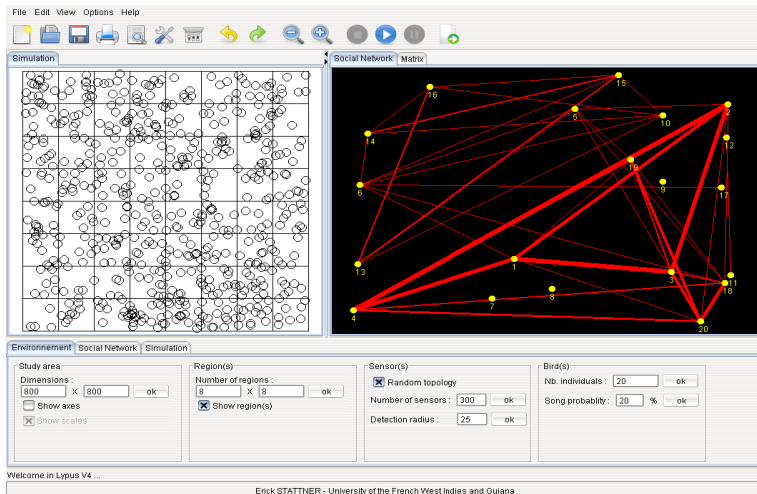 File Edit View Options Help
Simulation
Social Network Matrix
15
16
5
2
10
14
12
19
9
6
17
1
13
3
11
8
18
7
4
20
Environnement Social Network Simulation
Study area
Dimensions :
800 X 800 ok
Show axes
Show scales
Region(s)
Number of regions :
8 X 8 ok
Show region(s)
Sensor(s)
Random topology
Number of sensors : 300 ok
Detection radius : 25 ok
Bird(s)
Nb. individuals : 20 ok
Song probablity : 20 % ok
Welcome in Lypus V4 ...
Erick STATTNER - University of the French West Indies and Guiana